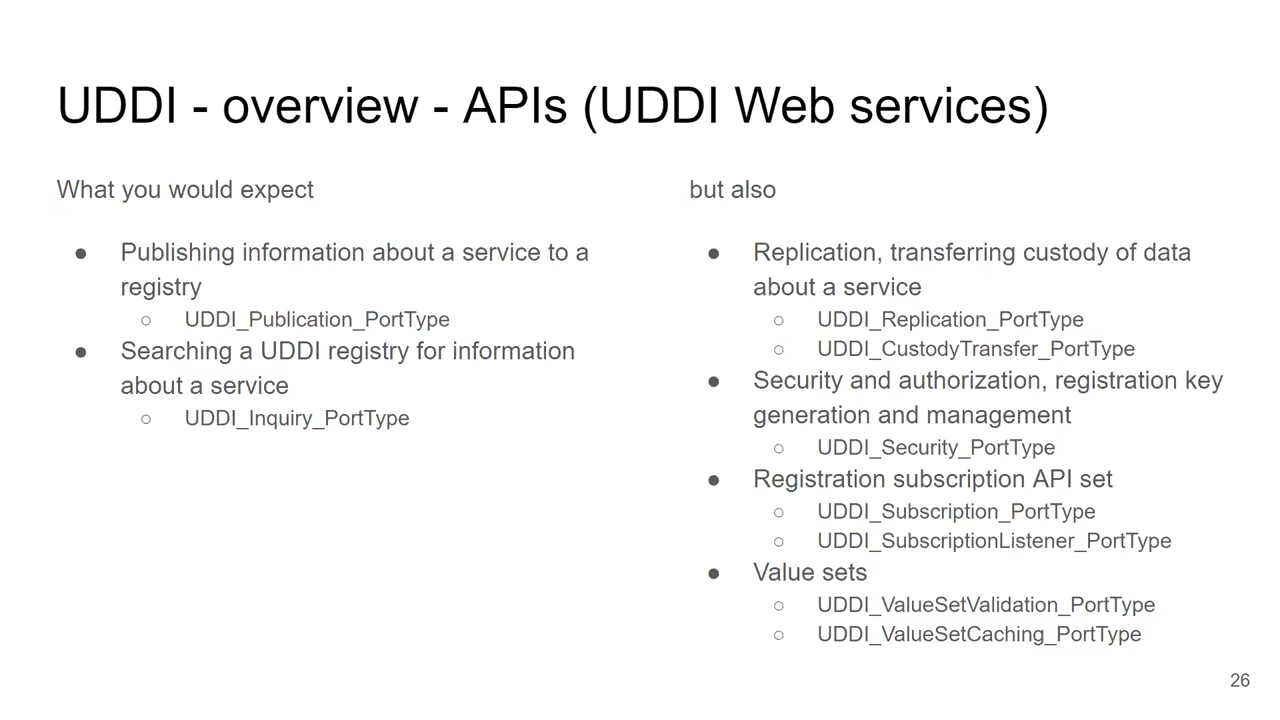 UDDI - overview - APIs (UDDI Web services)
What you would expect
● Publishing information about a service to a
registry
○ UDDI_Publication_PortType
● Searching a UDDI registry for information
about a service
○ UDDI_Inquiry_PortType
but also
● Replication, transferring custody of data
about a service
○ UDDI_Replication_PortType
○ UDDI_CustodyTransfer_PortType
● Security and authorization, registration key
generation and management
○ UDDI_Security_PortType
● Registration subscription API set
○ UDDI_Subscription_PortType
○ UDDI_SubscriptionListener_PortType
● Value sets
○ UDDI_ValueSetValidation_PortType
○ UDDI_ValueSetCaching_PortType
26